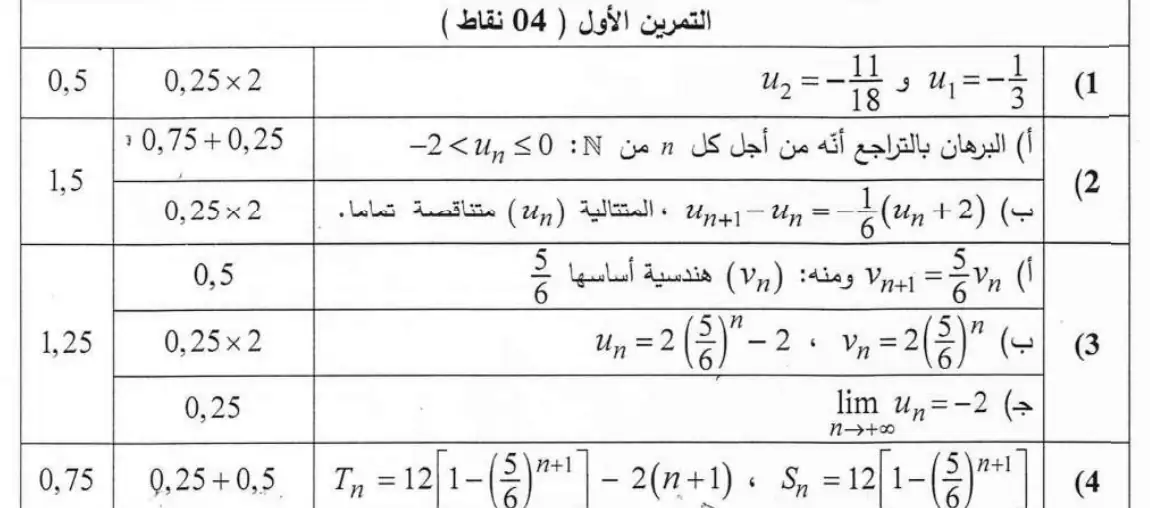 التمرين الأول ( 04 نقاط )
1) u₁ = -1/3 و u₂ = -11/18
0,25 × 2
0,5
2) أ) البرهان بالتراجع أنّه من أجل كل n من ℕ : -2 < uₙ ≤ 0
0,75 + 0,25
ب) uₙ₊₁ - uₙ = -1/6 (uₙ + 2) ، المتتالية (uₙ) متناقصة تماما.
0,25 × 2
1,5
3) أ) vₙ₊₁ = 5/6 vₙ ومنه: (vₙ) هندسية أساسها 5/6
0,5
ب) vₙ = 2(5/6)ⁿ ، uₙ = 2(5/6)ⁿ - 2
0,25 × 2
جـ) lim uₙ = -2
n→+∞
0,25
1,25
4) Sₙ = 12[1-(5/6)ⁿ⁺¹] ، Tₙ = 12[1-(5/6)ⁿ⁺¹] - 2(n+1)
0,25 + 0,5
0,75